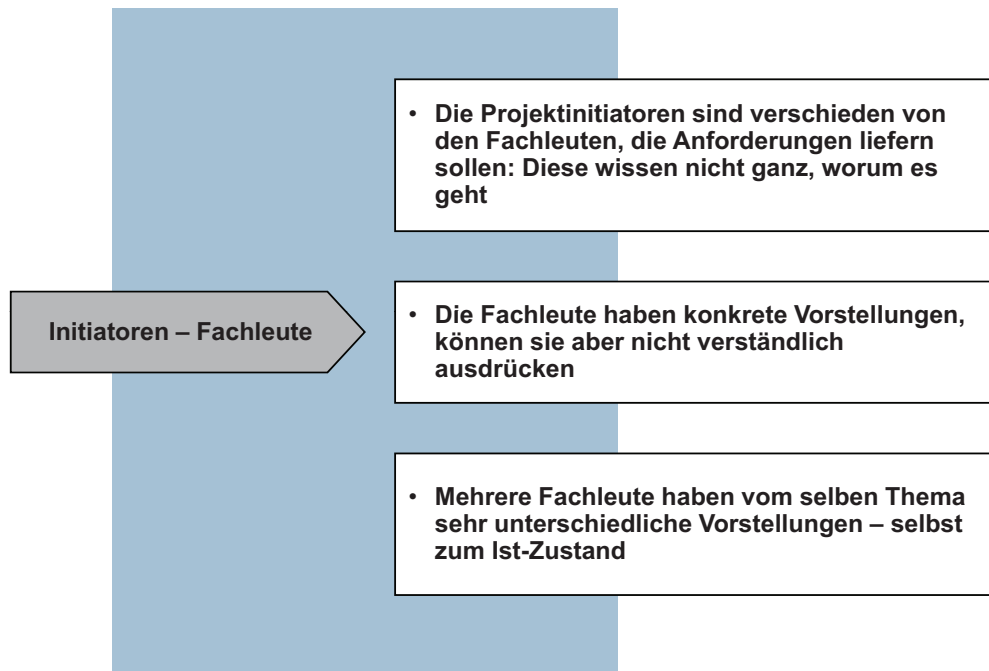 • Die Projektinitiatoren sind verschieden von
den Fachleuten, die Anforderungen liefern
sollen: Diese wissen nicht ganz, worum es
geht
Initiatoren – Fachleute
• Die Fachleute haben konkrete Vorstellungen,
können sie aber nicht verständlich
ausdrücken
• Mehrere Fachleute haben vom selben Thema
sehr unterschiedliche Vorstellungen – selbst
zum Ist-Zustand